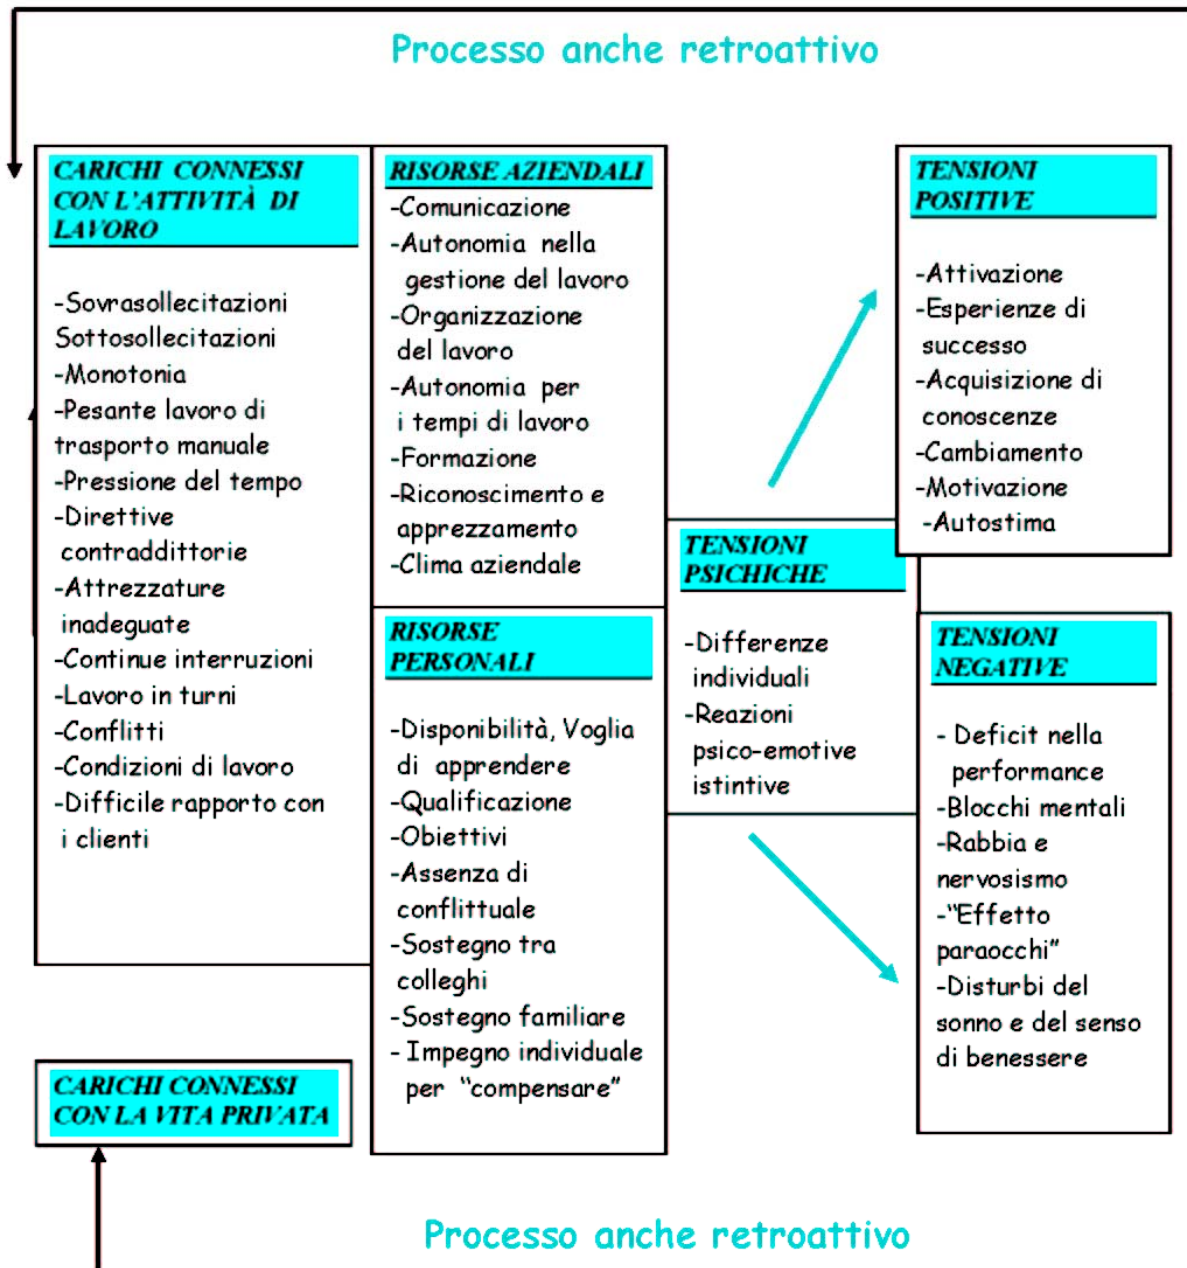 Processo anche retroattivo
CARICHI CONNESSI
CON L'ATTIVITÀ DI
LAVORO
-Sovrasollecitazioni
Sottosollecitazioni
-Monotonia
-Pesante lavoro di
trasporto manuale
-Pressione del tempo
-Direttive
contraddittorie
-Attrezzature
inadeguate
-Continue interruzioni
-Lavoro in turni
-Conflitti
-Condizioni di lavoro
-Difficile rapporto con
i clienti
CARICHI CONNESSI
CON LA VITA PRIVATA
RISORSE AZIENDALI
-Comunicazione
-Autonomia nella
gestione del lavoro
-Organizzazione
del lavoro
-Autonomia per
i tempi di lavoro
-Formazione
-Riconoscimento e
apprezzamento
-Clima aziendale
RISORSE
PERSONALI
-Disponibilità, Voglia
di apprendere
-Qualificazione
-Obiettivi
-Assenza di
conflittuale
-Sostegno tra
colleghi
-Sostegno familiare
- Impegno individuale
per "compensare"
TENSIONI
PSICHICHE
-Differenze
individuali
-Reazioni
psico-emotive
istintive
TENSIONI
POSITIVE
-Attivazione
-Esperienze di
successo
-Acquisizione di
conoscenze
-Cambiamento
-Motivazione
-Autostima
TENSIONI
NEGATIVE
- Deficit nella
performance
-Blocchi mentali
-Rabbia e
nervosismo
-"Effetto
paraocchi"
-Disturbi del
sonno e del senso
di benessere
Processo anche retroattivo